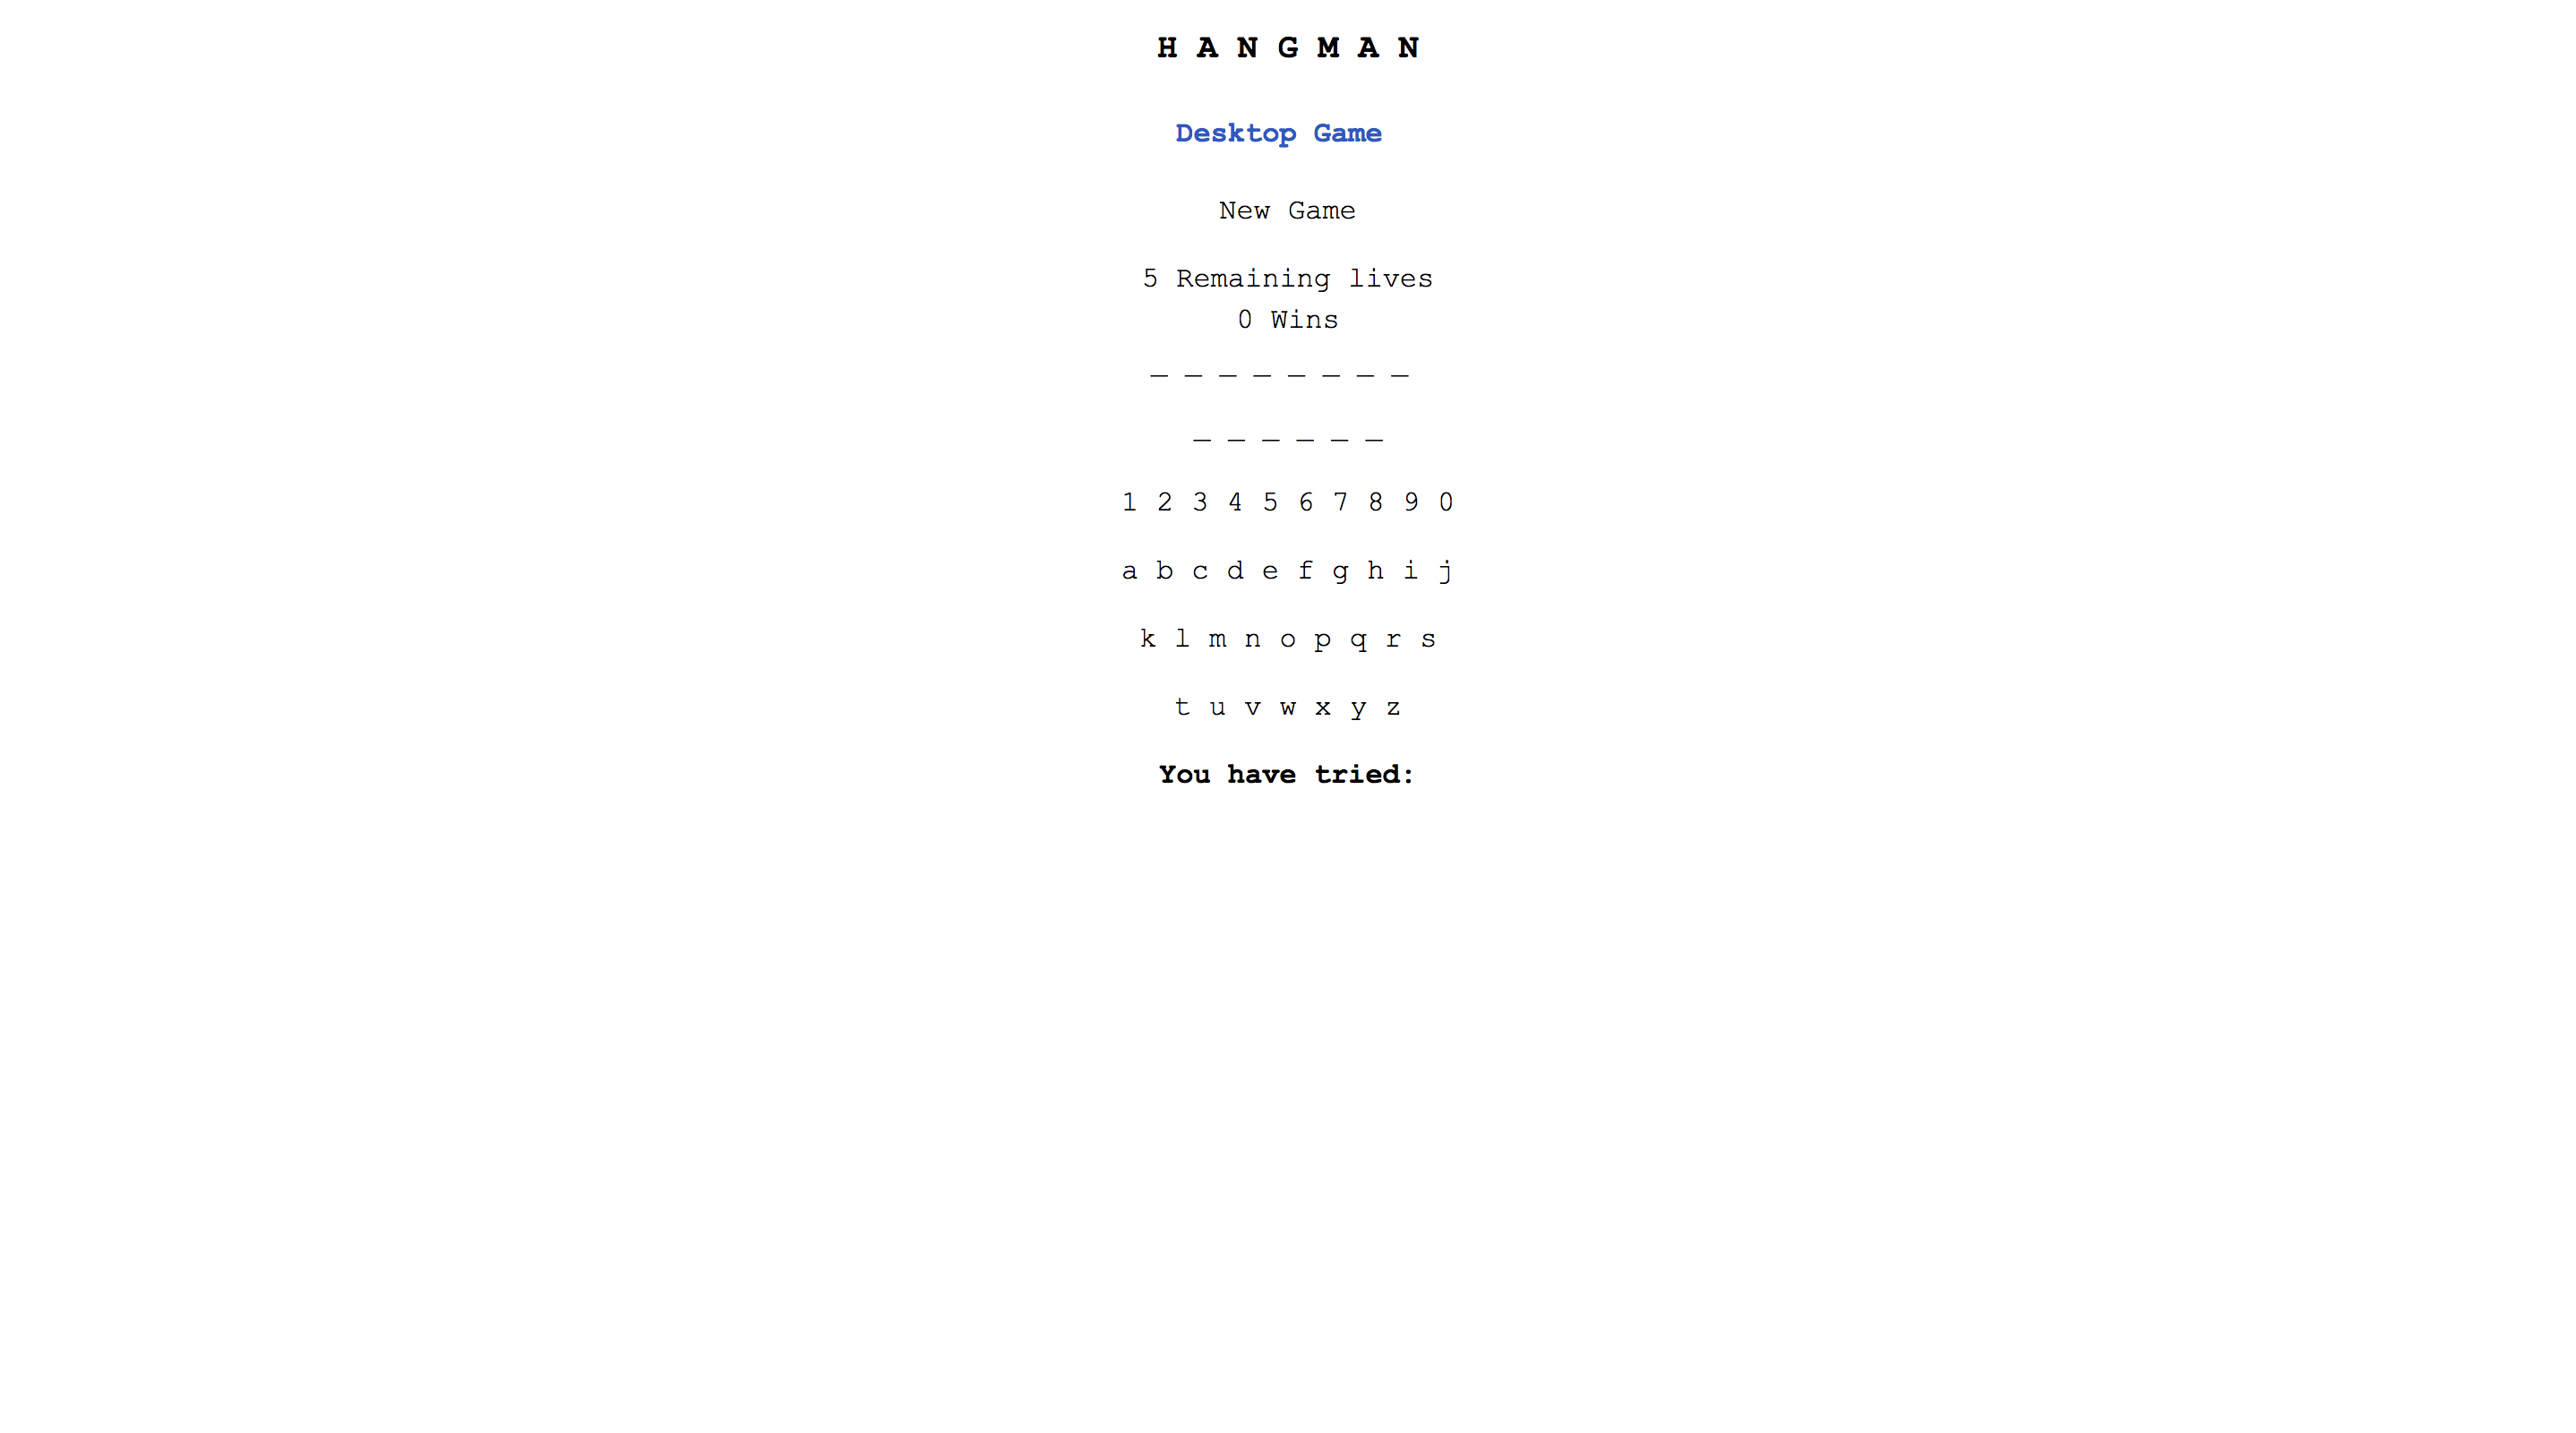 H A N G M A N
Desktop Game
New Game
5 Remaining lives
0 Wins
_ _ _ _ _ _ _ _
_ _ _ _ _ _
1 2 3 4 5 6 7 8 9 0
a b c d e f g h i j
k l m n o p q r s
t u v w x y z
You have tried: